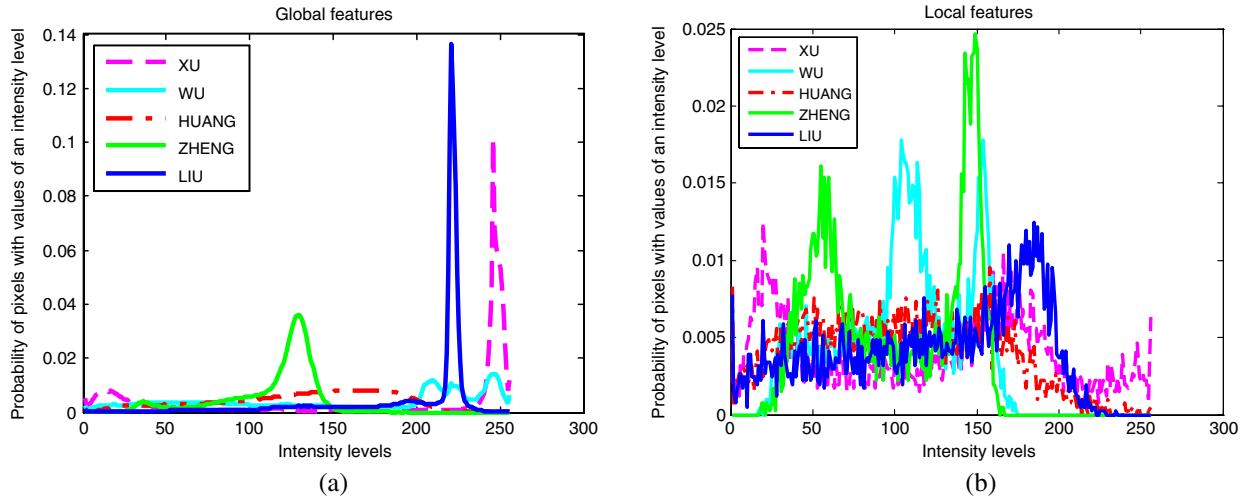 Global features
Probability of pixels with values of an intensity level
0.14
0.12
0.1
0.08
0.06
0.04
0.02
0
XU
WU
HUANG
ZHENG
LIU
0
50
100
150
200
250
300
Intensity levels
(a)
Local features
Probability of pixels with values of an intensity level
0.025
0.02
0.015
0.01
0.005
0
XU
WU
HUANG
ZHENG
LIU
0
50
100
150
200
250
300
Intensity levels
(b)